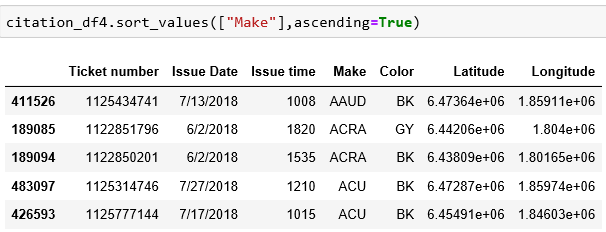 citation_df4.sort_values(["Make"],ascending=True)
Ticket number Issue Date Issue time Make Color Latitude Longitude
411526 1125434741 7/13/2018 1008 AAUD BK 6.47364e+06 1.85911e+06
189085 1122851796 6/2/2018 1820 ACRA GY 6.44206e+06 1.804e+06
189094 1122850201 6/2/2018 1535 ACRA BK 6.43809e+06 1.80165e+06
483097 1125314746 7/27/2018 1210 ACU BK 6.47287e+06 1.85974e+06
426593 1125777144 7/17/2018 1015 ACU BK 6.45491e+06 1.84603e+06